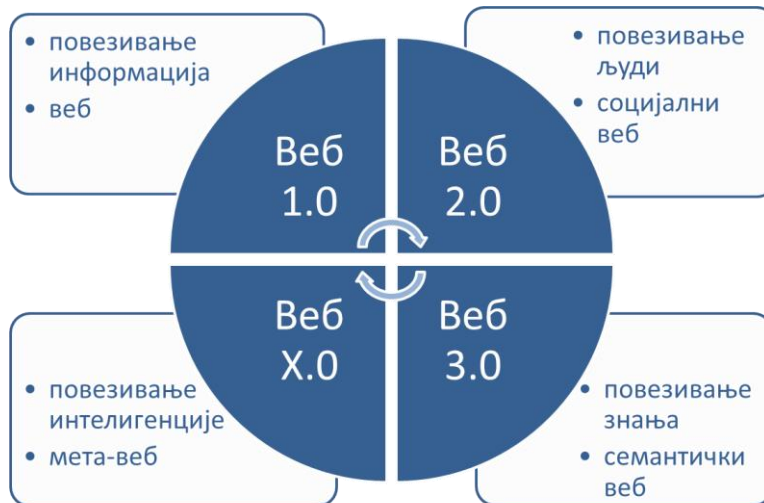 • повезивање
информација
• веб
• повезивање
људи
• социјални
веб
Веб
1.0
Веб
2.0
Веб
X.0
Веб
3.0
• повезивање
интелигенције
• мета-веб
• повезивање
знања
• семантички
веб